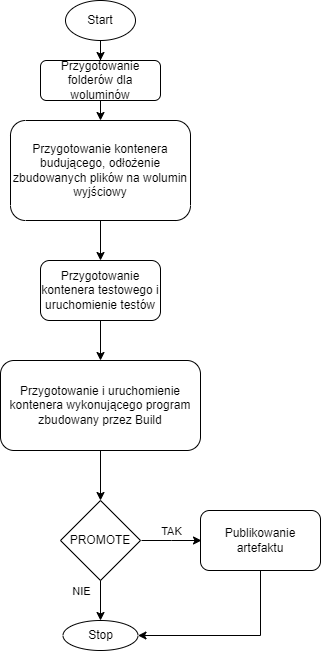 Start
Przygotowanie
folderów dla
woluminów
Przygotowanie kontenera
budującego, odłożenie
zbudowanych plików na wolumin
wyjściowy
Przygotowanie
kontenera testowego i
uruchomienie testów
Przygotowanie i uruchomienie
kontenera wykonującego program
zbudowany przez Build
PROMOTE
TAK
Publikowanie
artefaktu
NIE
Stop